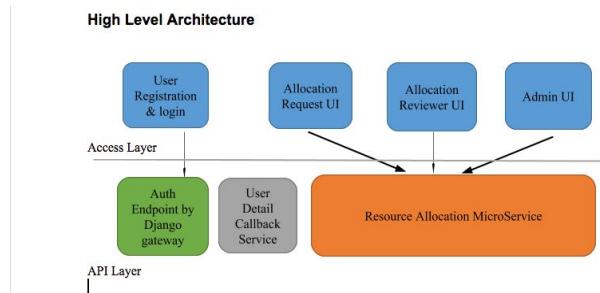 High Level Architecture
User
Registration
& login
Allocation
Request UI
Allocation
Reviewer UI
Admin UI
Access Layer
Auth
Endpoint by
Django
gateway
User
Detail
Callback
Service
Resource Allocation MicroService
API Layer